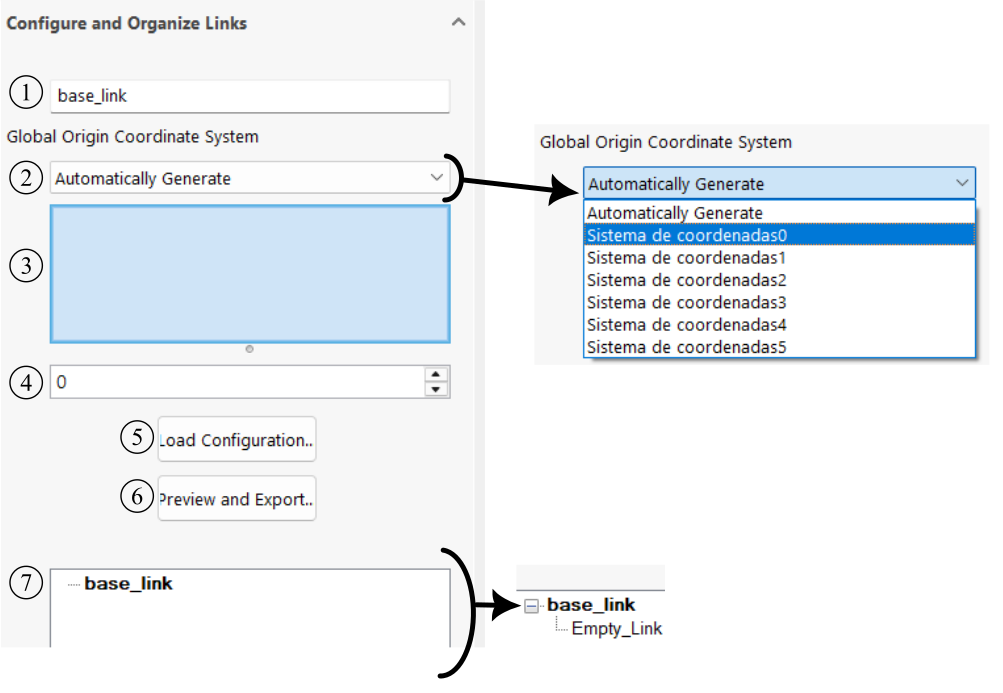 Configure and Organize Links
1
base_link
Global Origin Coordinate System
2
Automatically Generate
3
4
0
5
Load Configuration..
6
Preview and Export..
7
base_link
Global Origin Coordinate System
Automatically Generate
Automatically Generate
Sistema de coordenadas0
Sistema de coordenadas1
Sistema de coordenadas2
Sistema de coordenadas3
Sistema de coordenadas4
Sistema de coordenadas5
base_link
Empty_Link